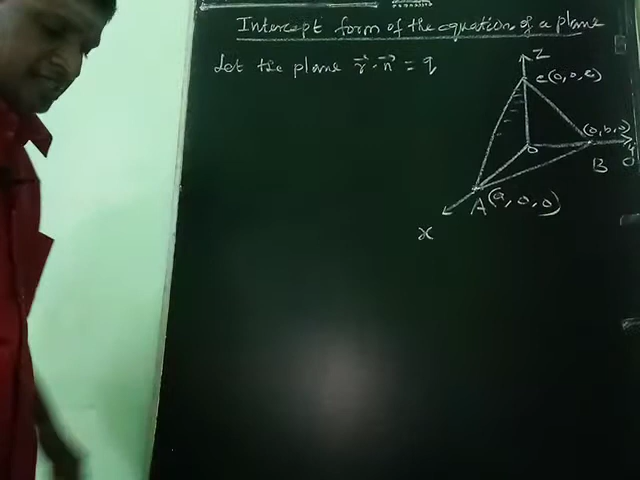 Intercept form of the equation of a plane
Let the plane r⃗ · n⃗ = q
Z
C(0,0,c)
(0,b,0)
O
B
y
A(a,0,0)
x